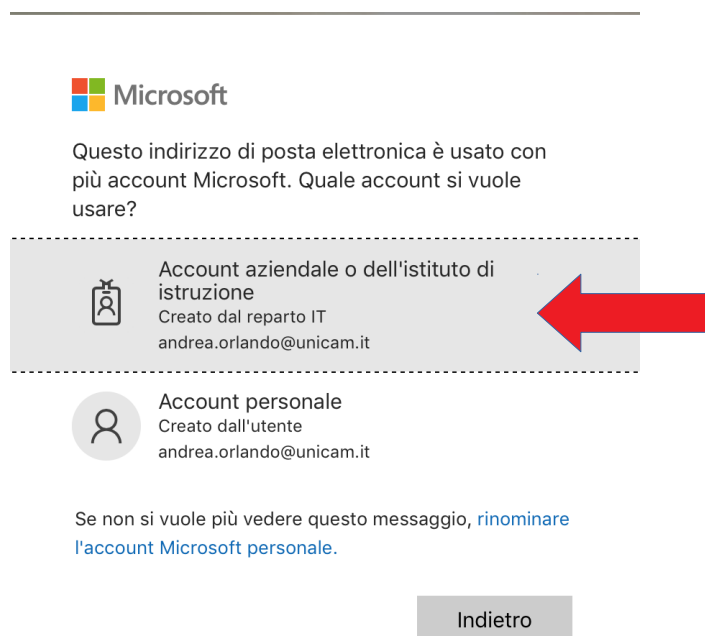 Microsoft
Questo indirizzo di posta elettronica è usato con
più account Microsoft. Quale account si vuole
usare?
Account aziendale o dell'istituto di
istruzione
Creato dal reparto IT
andrea.orlando@unicam.it
Account personale
Creato dall'utente
andrea.orlando@unicam.it
Se non si vuole più vedere questo messaggio, rinominare
l'account Microsoft personale.
Indietro